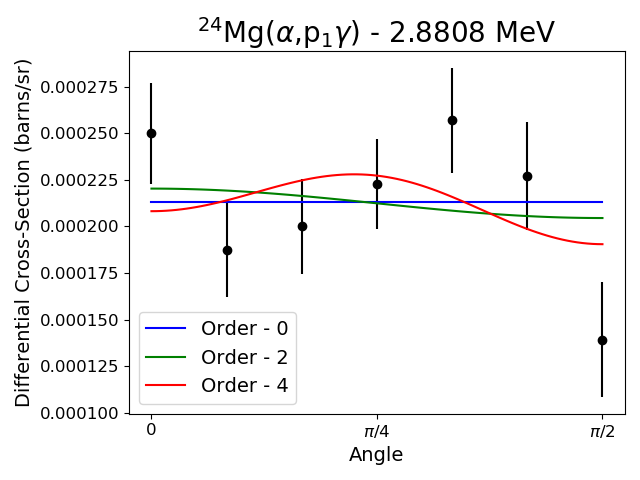 ²⁴Mg(α,p₁γ) - 2.8808 MeV
Differential Cross-Section (barns/sr)
0.000275
0.000250
0.000225
0.000200
0.000175
0.000150
0.000125
0.000100
Order - 0
Order - 2
Order - 4
0 π/4 π/2
Angle